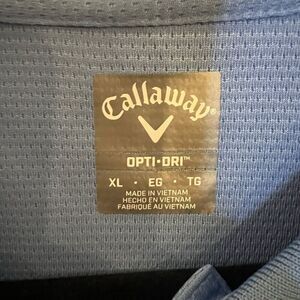 Callaway®
OPTI•DRI™
XL • EG • TG
MADE IN VIETNAM
HECHO EN VIETNAM
FABRIQUÉ AU VIETNAM